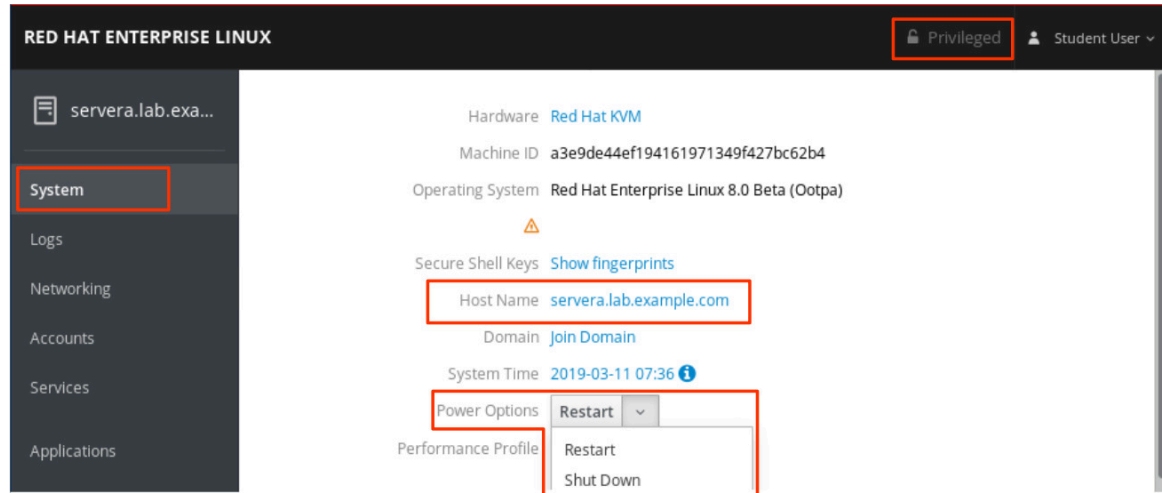 RED HAT ENTERPRISE LINUX Privileged Student User
servera.lab.exa...
System
Logs
Networking
Accounts
Services
Applications
Hardware Red Hat KVM
Machine ID a3e9de44ef194161971349f427bc62b4
Operating System Red Hat Enterprise Linux 8.0 Beta (Ootpa)
Secure Shell Keys Show fingerprints
Host Name servera.lab.example.com
Domain Join Domain
System Time 2019-03-11 07:36
Power Options Restart
Performance Profile Restart
Shut Down